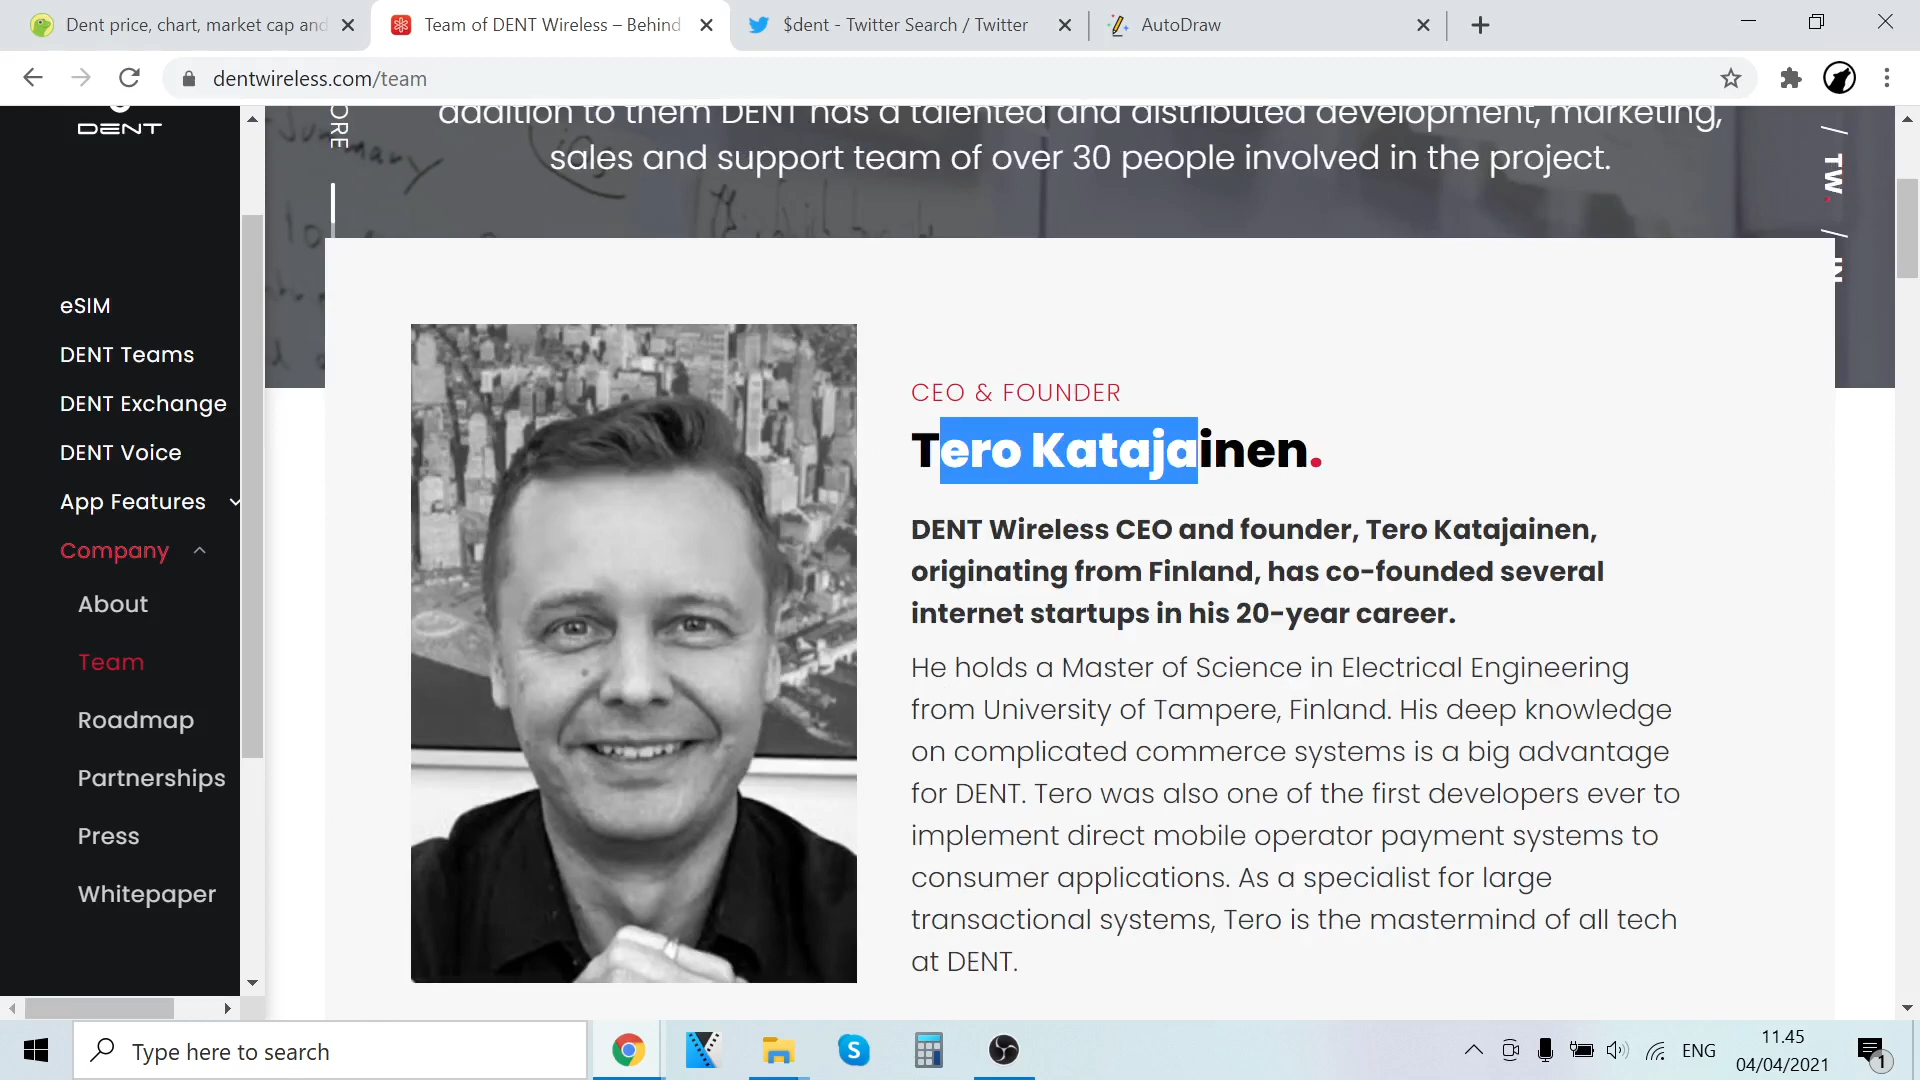 Dent price, chart, market cap and
Team of DENT Wireless – Behind
$dent - Twitter Search / Twitter
AutoDraw
dentwireless.com/team
DENT
ORE
addition to them DENT has a talented and distributed development, marketing,
sales and support team of over 30 people involved in the project.
/ TW.
/ IN
eSIM
DENT Teams
DENT Exchange
DENT Voice
App Features
Company
About
Team
Roadmap
Partnerships
Press
Whitepaper
CEO & FOUNDER
Tero Katajainen.
DENT Wireless CEO and founder, Tero Katajainen,
originating from Finland, has co-founded several
internet startups in his 20-year career.
He holds a Master of Science in Electrical Engineering
from University of Tampere, Finland. His deep knowledge
on complicated commerce systems is a big advantage
for DENT. Tero was also one of the first developers ever to
implement direct mobile operator payment systems to
consumer applications. As a specialist for large
transactional systems, Tero is the mastermind of all tech
at DENT.
Type here to search
ENG
11.45
04/04/2021
1